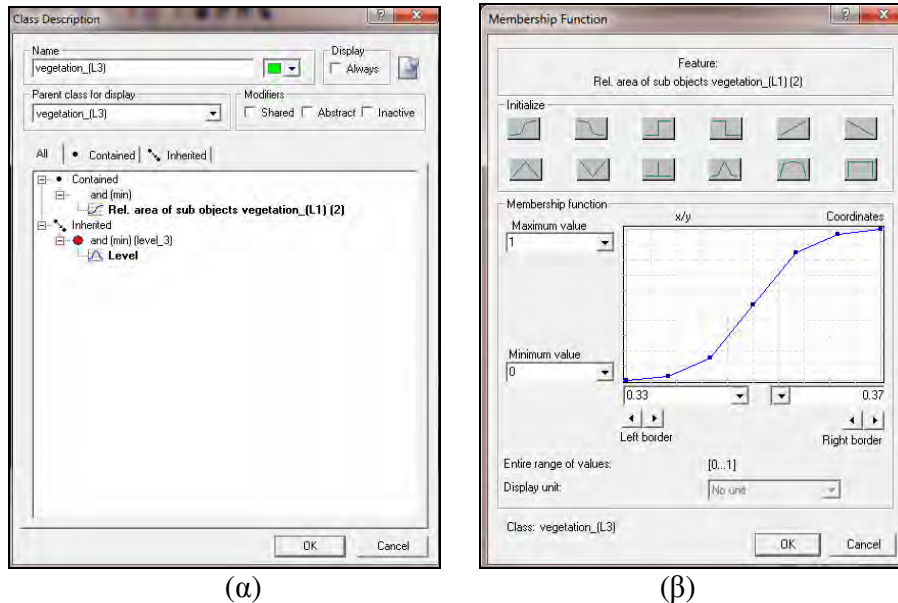 Class Description
Name
vegetation_(L3)
Display
Always
Parent class for display
vegetation_(L3)
Modifiers
Shared Abstract Inactive
All Contained Inherited
Contained
and (min)
Rel. area of sub objects vegetation_(L1) (2)
Inherited
and (min) (level_3)
Level
OK Cancel
(α)
Membership Function
Feature:
Rel. area of sub objects vegetation_(L1) (2)
Initialize
Membership function
x/y Coordinates
Maximum value
1
Minimum value
0
0.33 0.37
Left border Right border
Entire range of values: [0...1]
Display unit: No unit
Class: vegetation_(L3)
OK Cancel
(β)